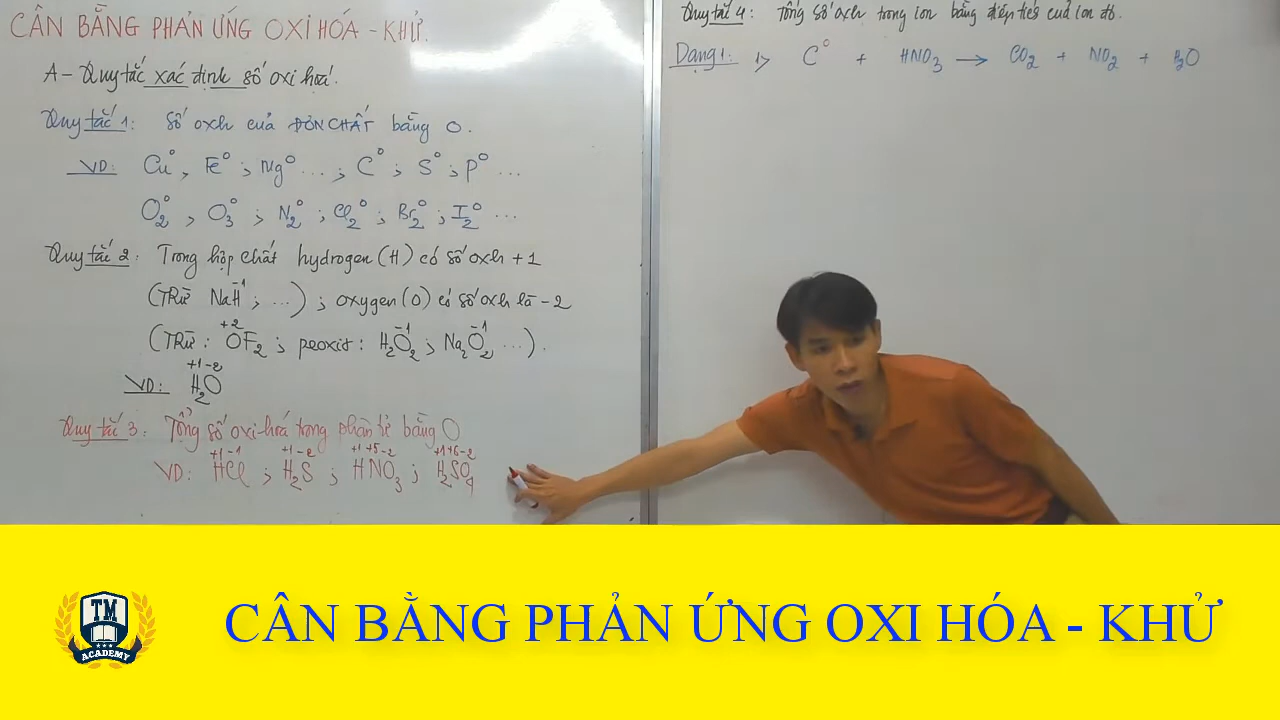 CÂN BẰNG PHẢN ỨNG OXI HÓA - KHỬ.
A - Quy tắc xác định số oxi hoá.
Quy tắc 1: Số oxh của ĐƠN CHẤT bằng 0.
VD: Cu⁰, Fe⁰; Mg⁰ ...; C⁰; S⁰; P⁰ ...
O₂⁰, O₃⁰; N₂⁰; Cl₂⁰; Br₂⁰; I₂⁰ ...
Quy tắc 2: Trong hợp chất hydrogen (H) có số oxh +1
(TRỪ NaH⁻¹; ...); oxygen (O) có số oxh là -2
(TRỪ: O⁺²F₂; peoxit: H₂O₂⁻¹; Na₂O₂⁻¹ ...).
VD: H₂⁺¹O⁻²
Quy tắc 3: Tổng số oxi-hoá trong phân tử bằng 0
VD: H⁺¹Cl⁻¹; H₂⁺¹S⁻²; H⁺¹N⁺⁵O₃⁻²; H₂⁺¹S⁺⁶O₄⁻²
Quy tắc 4: Tổng số oxh trong ion bằng điện tích của ion đó.
Dạng 1: 1> C⁰ + HNO₃ → CO₂ + NO₂ + H₂O
TM
ACADEMY
CÂN BẰNG PHẢN ỨNG OXI HÓA - KHỬ